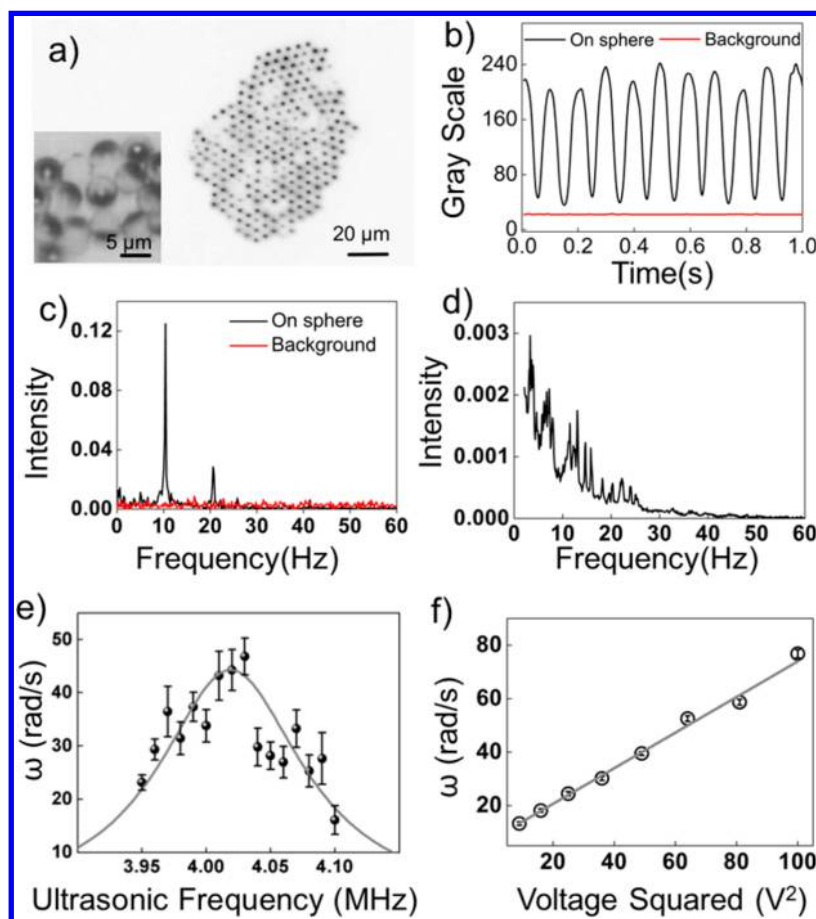 a)
5 μm
20 μm
b)
On sphere
Background
240
160
80
0
Gray Scale
0.0
0.2
0.4
0.6
0.8
1.0
Time(s)
c)
On sphere
Background
0.12
0.08
0.04
0.00
Intensity
0
10
20
30
40
50
60
Frequency(Hz)
d)
0.003
0.002
0.001
0.000
Intensity
0
10
20
30
40
50
60
Frequency(Hz)
e)
50
40
30
20
10
ω (rad/s)
3.95
4.00
4.05
4.10
Ultrasonic Frequency (MHz)
f)
80
60
40
20
ω (rad/s)
20
40
60
80
100
Voltage Squared (V²)